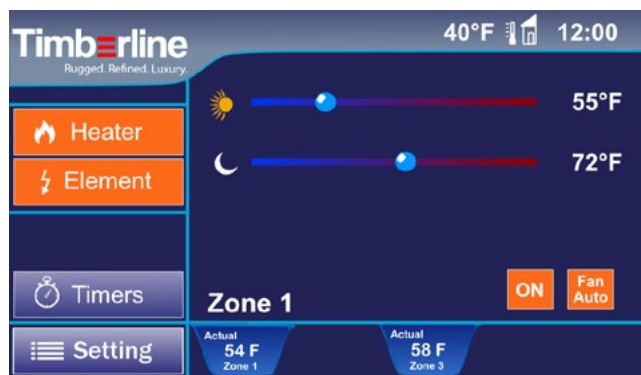 Timberline
Rugged. Refined. Luxury.
40°F
12:00
55°F
Heater
72°F
Element
Timers
Zone 1
ON
Fan
Auto
Setting
Actual
54 F
Zone 1
Actual
58 F
Zone 3